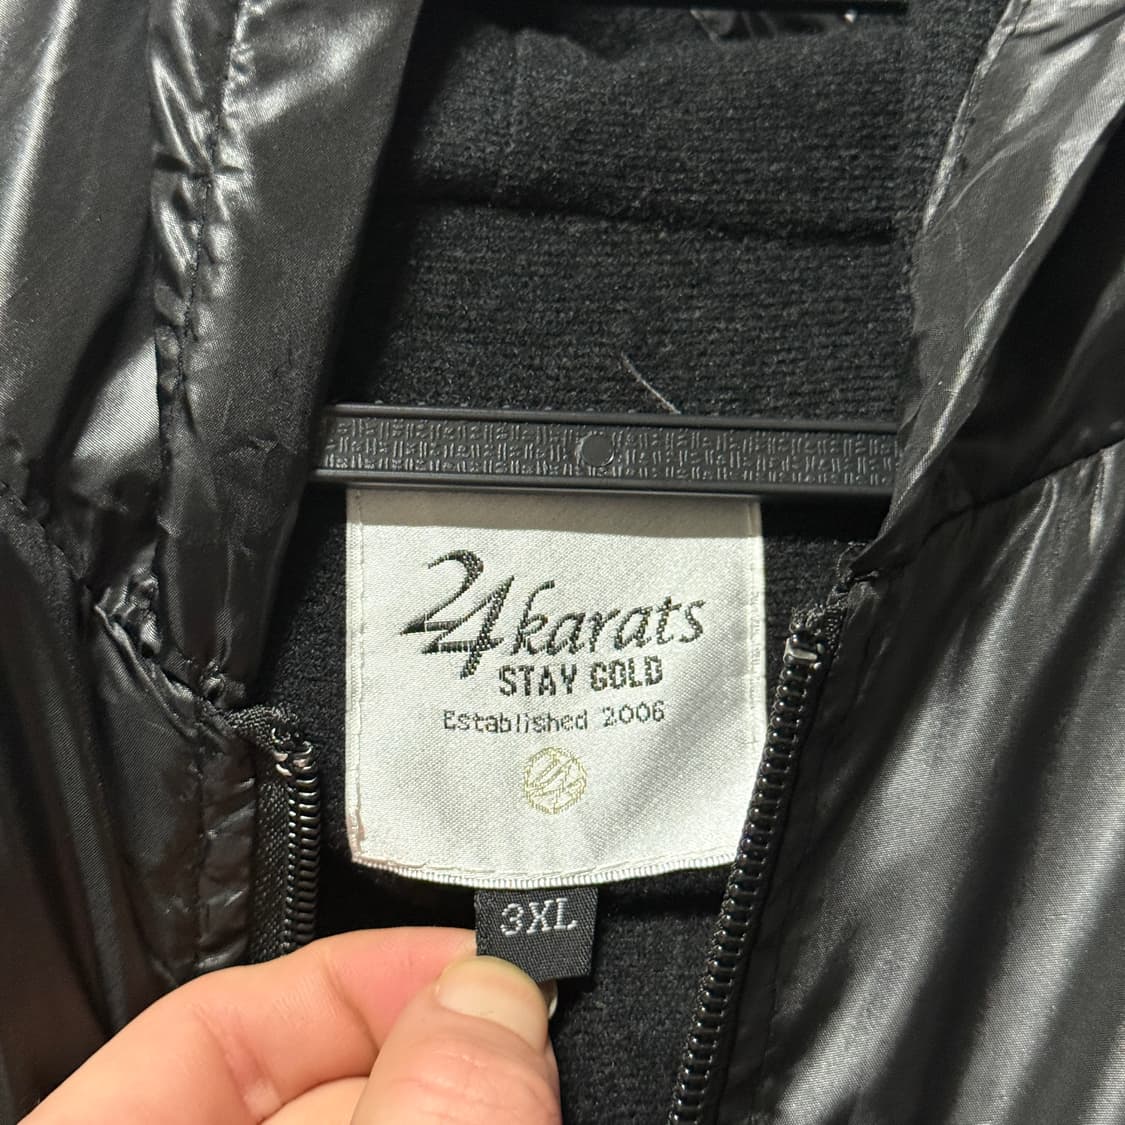 24karats
STAY GOLD
Established 2006
3XL